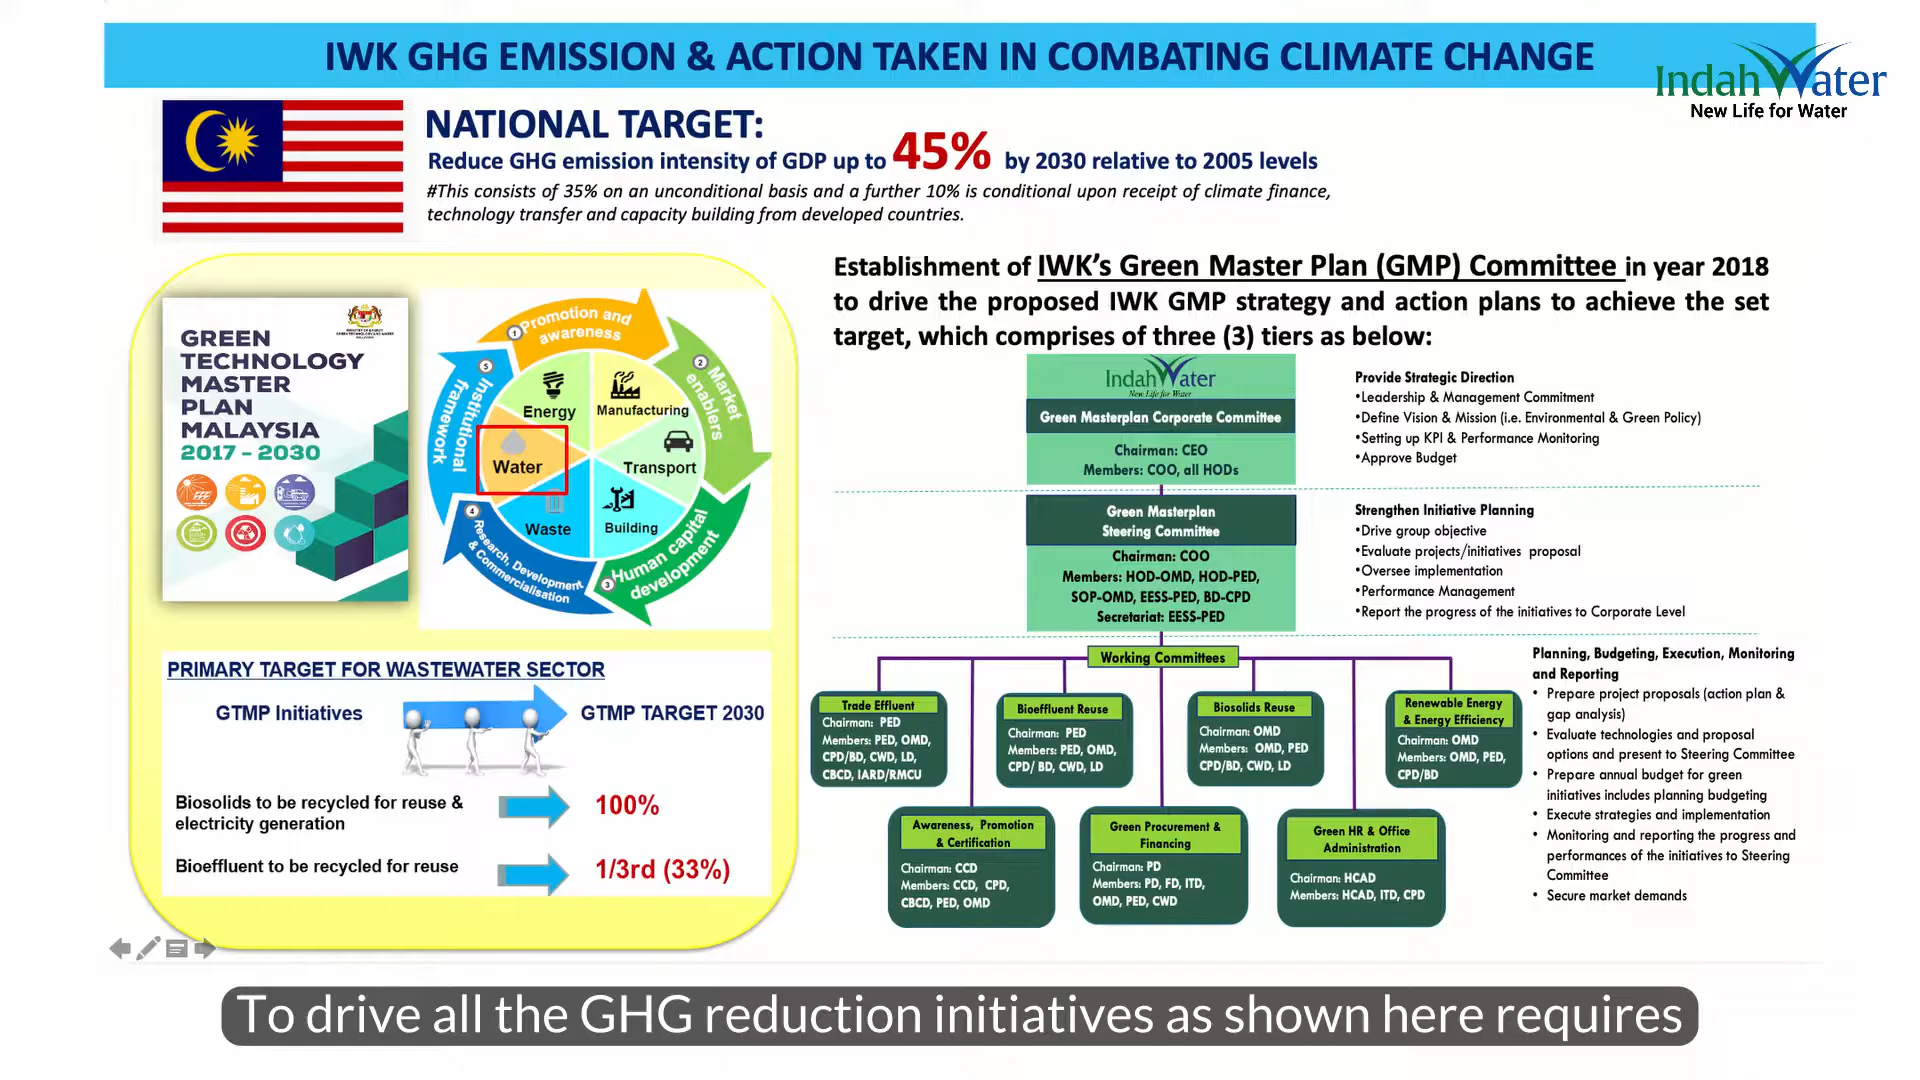 IWK GHG EMISSION & ACTION TAKEN IN COMBATING CLIMATE CHANGE
IndahWater
New Life for Water
NATIONAL TARGET:
Reduce GHG emission intensity of GDP up to 45% by 2030 relative to 2005 levels
#This consists of 35% on an unconditional basis and a further 10% is conditional upon receipt of climate finance,
technology transfer and capacity building from developed countries.
GREEN
TECHNOLOGY
MASTER
PLAN
MALAYSIA
2017 - 2030
1 Promotion and
awareness
2 Market
enablers
3 Human capital
development
4 Research, Development
& Commercialisation
5 Institutional
framework
Energy
Manufacturing
Water
Transport
Waste
Building
PRIMARY TARGET FOR WASTEWATER SECTOR
GTMP Initiatives
GTMP TARGET 2030
Biosolids to be recycled for reuse &
electricity generation
100%
Bioeffluent to be recycled for reuse
1/3rd (33%)
Establishment of IWK's Green Master Plan (GMP) Committee in year 2018
to drive the proposed IWK GMP strategy and action plans to achieve the set
target, which comprises of three (3) tiers as below:
IndahWater
New Life for Water
Green Masterplan Corporate Committee
Chairman: CEO
Members: COO, all HODs
Provide Strategic Direction
•Leadership & Management Commitment
•Define Vision & Mission (i.e. Environmental & Green Policy)
•Setting up KPI & Performance Monitoring
•Approve Budget
Green Masterplan
Steering Committee
Chairman: COO
Members: HOD-OMD, HOD-PED,
SOP-OMD, EESS-PED, BD-CPD
Secretariat: EESS-PED
Strengthen Initiative Planning
•Drive group objective
•Evaluate projects/initiatives proposal
•Oversee implementation
•Performance Management
•Report the progress of the initiatives to Corporate Level
Working Committees
Trade Effluent
Chairman: PED
Members: PED, OMD,
CPD/BD, CWD, LD,
CBCD, IARD/RMCU
Bioeffluent Reuse
Chairman: PED
Members: PED, OMD,
CPD/ BD, CWD, LD
Biosolids Reuse
Chairman: OMD
Members: OMD, PED
CPD/BD, CWD, LD
Renewable Energy
& Energy Efficiency
Chairman: OMD
Members: OMD, PED,
CPD/BD
Awareness, Promotion
& Certification
Chairman: CCD
Members: CCD, CPD,
CBCD, PED, OMD
Green Procurement &
Financing
Chairman: PD
Members: PD, FD, ITD,
OMD, PED, CWD
Green HR & Office
Administration
Chairman: HCAD
Members: HCAD, ITD, CPD
Planning, Budgeting, Execution, Monitoring
and Reporting
• Prepare project proposals (action plan &
gap analysis)
• Evaluate technologies and proposal
options and present to Steering Committee
• Prepare annual budget for green
initiatives includes planning budgeting
• Execute strategies and implementation
• Monitoring and reporting the progress and
performances of the initiatives to Steering
Committee
• Secure market demands
To drive all the GHG reduction initiatives as shown here requires